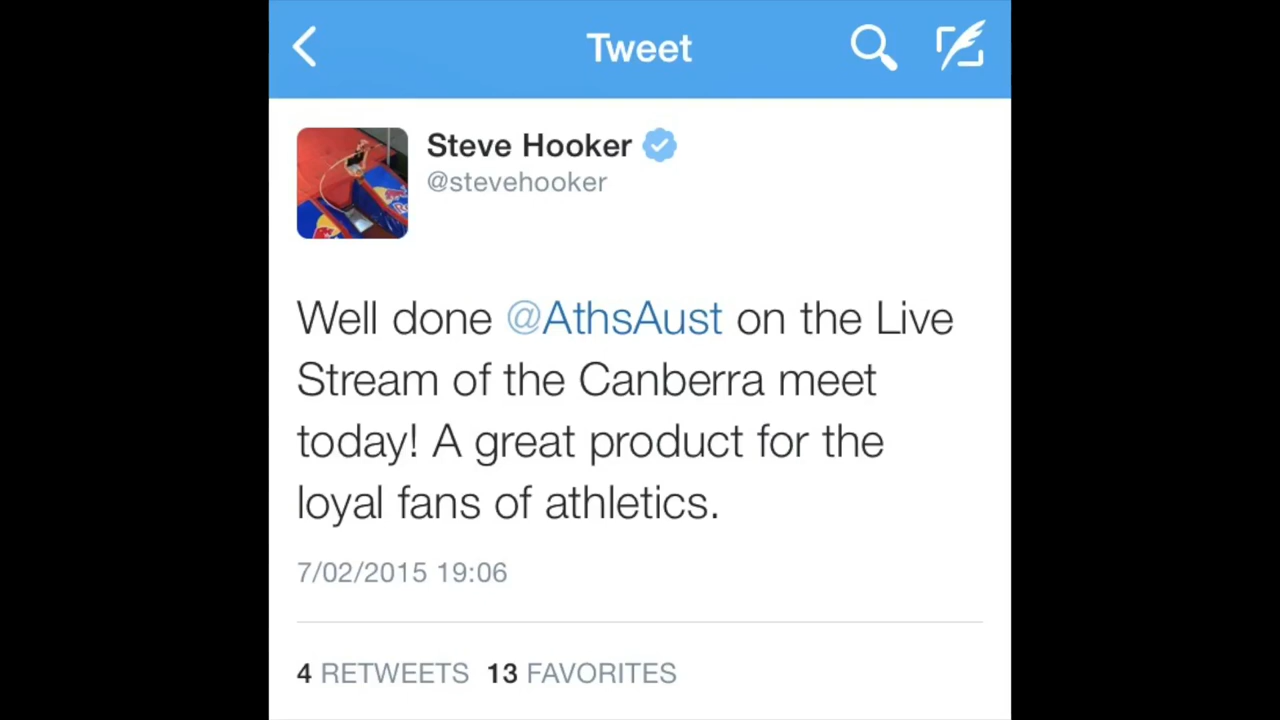 Tweet
Steve Hooker
@stevehooker
Well done @AthsAust on the Live
Stream of the Canberra meet
today! A great product for the
loyal fans of athletics.
7/02/2015 19:06
4 RETWEETS 13 FAVORITES